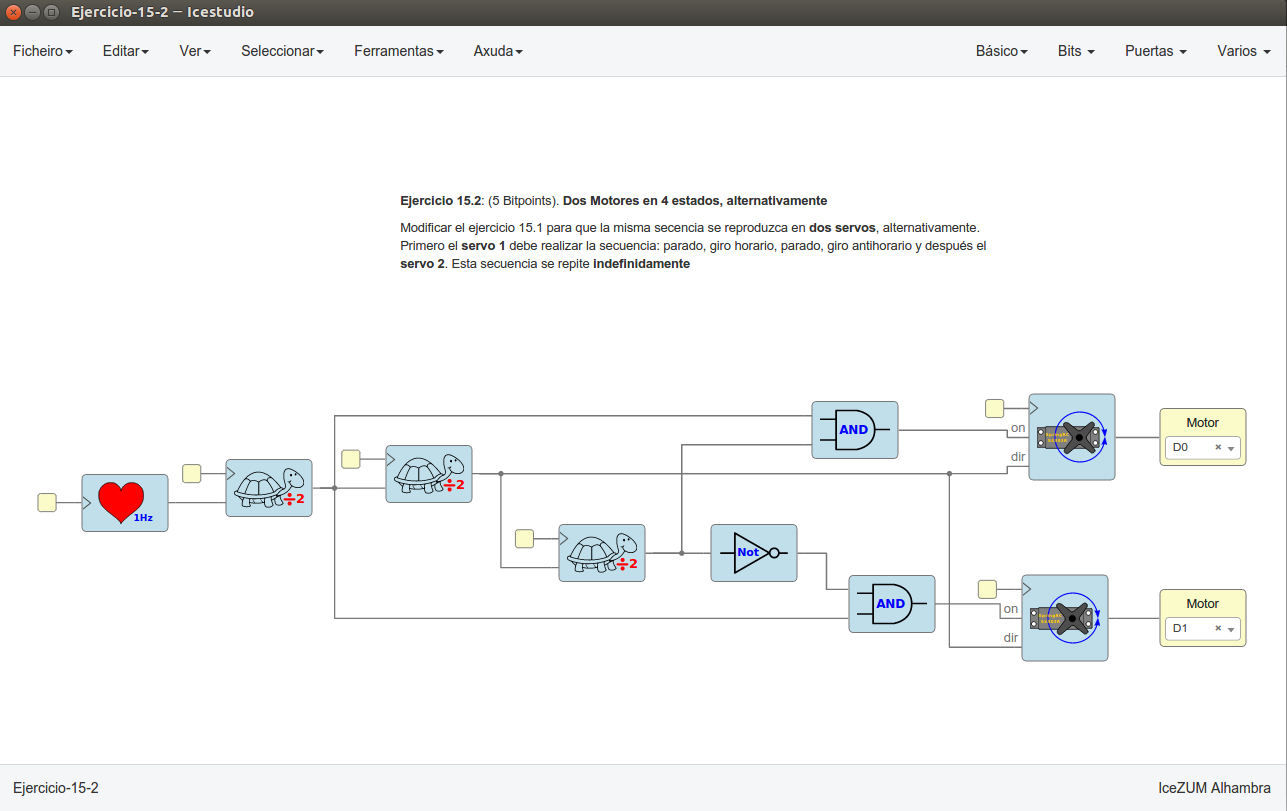 Ejercicio-15-2 — Icestudio
Ficheiro Editar Ver Seleccionar Ferramentas Axuda Básico Bits Puertas Varios
Ejercicio 15.2: (5 Bitpoints). Dos Motores en 4 estados, alternativamente
Modificar el ejercicio 15.1 para que la misma secencia se reproduzca en dos servos, alternativamente.
Primero el servo 1 debe realizar la secuencia: parado, giro horario, parado, giro antihorario y después el
servo 2. Esta secuencia se repite indefinidamente
1Hz
÷2
÷2
÷2
Not
AND
AND
on
dir
Motor
D0
on
dir
Motor
D1
Ejercicio-15-2 IceZUM Alhambra